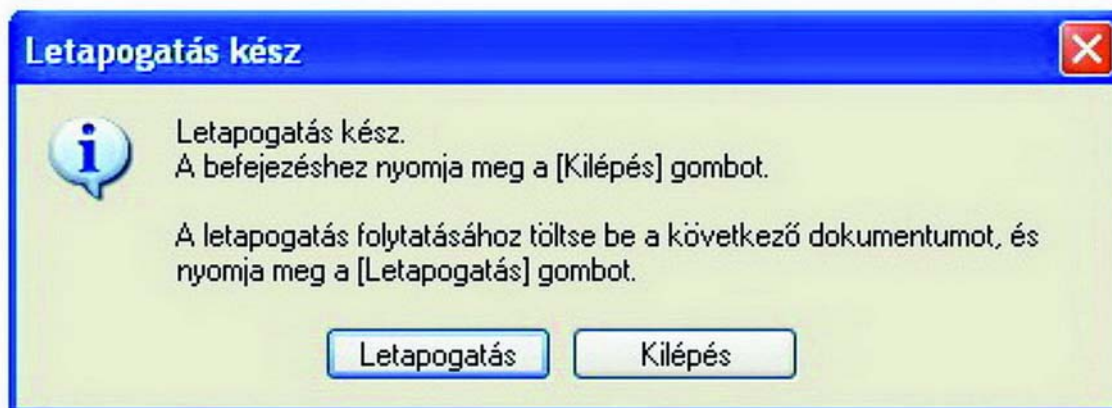 Letapogatás kész
Letapogatás kész.
A befejezéshez nyomja meg a [Kilépés] gombot.
A letapogatás folytatásához töltse be a következő dokumentumot, és
nyomja meg a [Letapogatás] gombot.
Letapogatás
Kilépés